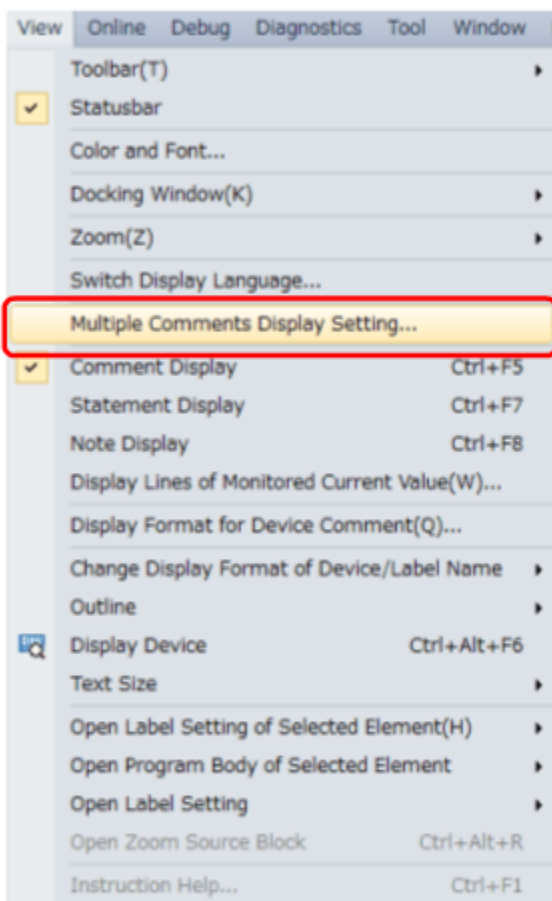 View Online Debug Diagnostics Tool Window
Toolbar(T)
Statusbar
Color and Font...
Docking Window(K)
Zoom(Z)
Switch Display Language...
Multiple Comments Display Setting...
Comment Display Ctrl+F5
Statement Display Ctrl+F7
Note Display Ctrl+F8
Display Lines of Monitored Current Value(W)...
Display Format for Device Comment(Q)...
Change Display Format of Device/Label Name
Outline
Display Device Ctrl+Alt+F6
Text Size
Open Label Setting of Selected Element(H)
Open Program Body of Selected Element
Open Label Setting
Open Zoom Source Block Ctrl+Alt+R
Instruction Help... Ctrl+F1